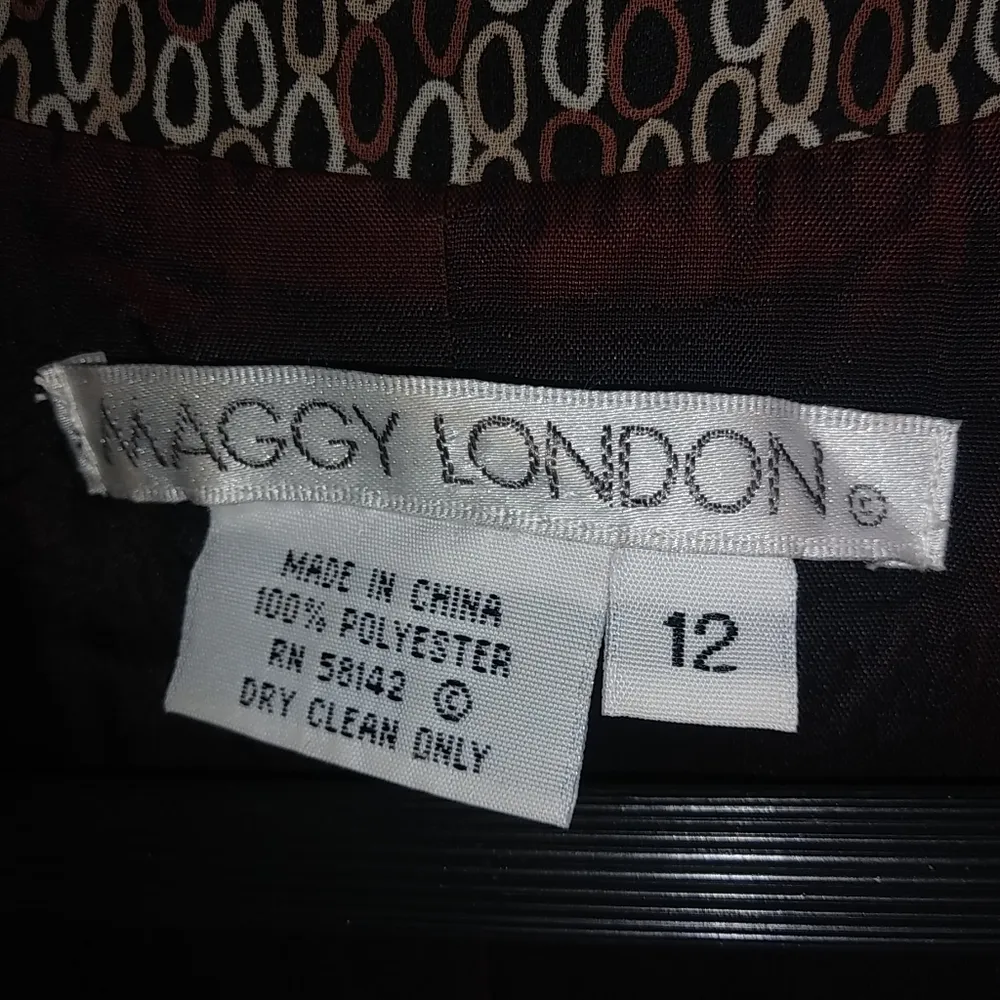 MAGGY LONDON ©
MADE IN CHINA
100% POLYESTER
RN 58142 ©
DRY CLEAN ONLY
12